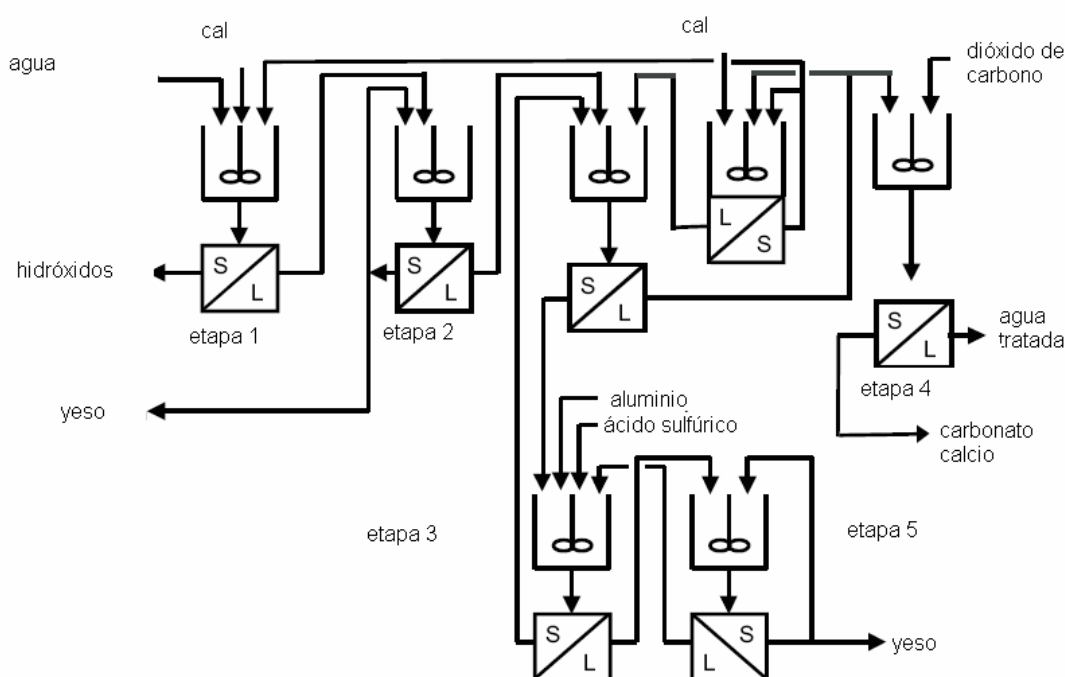 cal
cal
agua
dióxido de
carbono
S
L
hidróxidos
etapa 1
S
L
etapa 2
L
S
S
L
S
L
agua
tratada
etapa 4
yeso
aluminio
ácido sulfúrico
carbonato
calcio
etapa 3
etapa 5
S
L
S
L
yeso